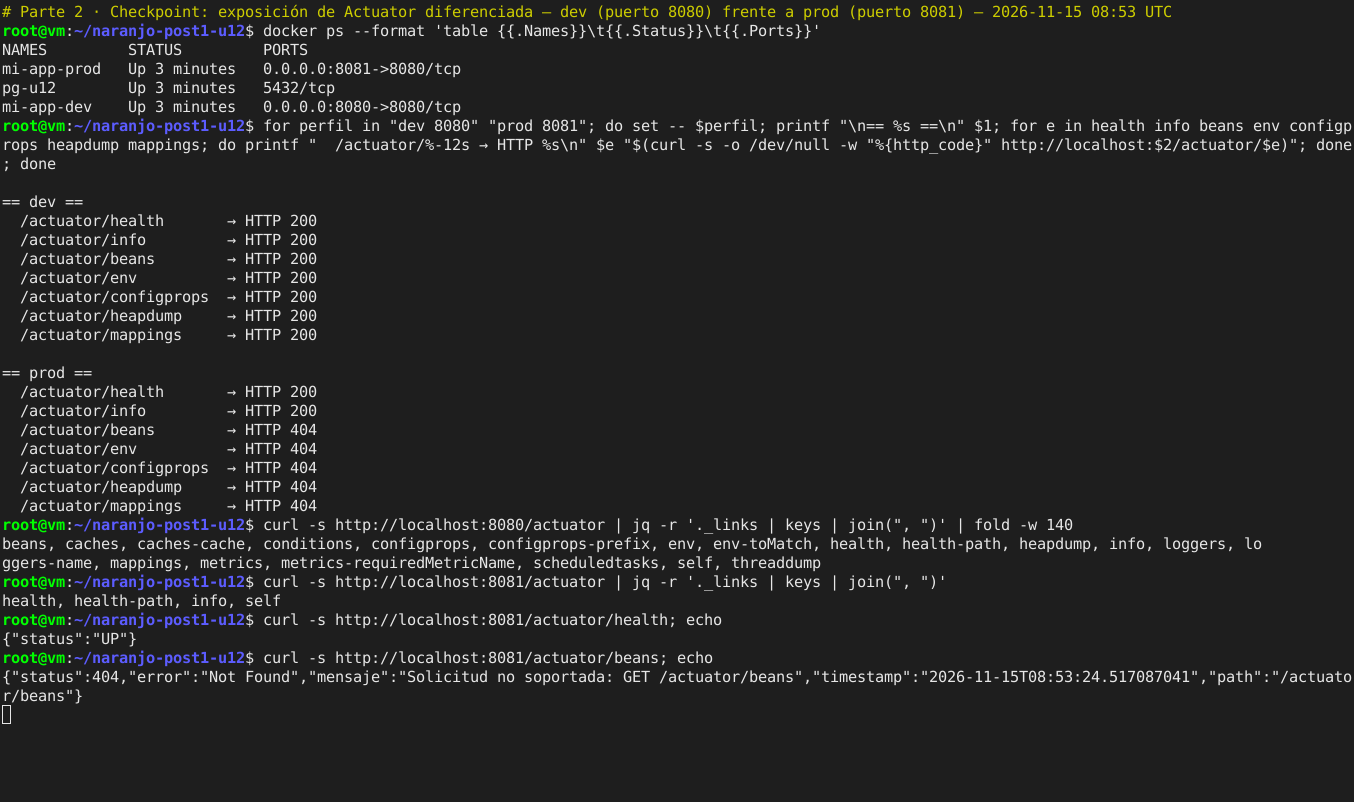 # Parte 2 · Checkpoint: exposición de Actuator diferenciada — dev (puerto 8080) frente a prod (puerto 8081) — 2026-11-15 08:53 UTC
root@vm:~/naranjo-post1-u12$ docker ps --format 'table {{.Names}}\t{{.Status}}\t{{.Ports}}'
NAMES         STATUS         PORTS
mi-app-prod   Up 3 minutes   0.0.0.0:8081->8080/tcp
pg-u12        Up 3 minutes   5432/tcp
mi-app-dev    Up 3 minutes   0.0.0.0:8080->8080/tcp
root@vm:~/naranjo-post1-u12$ for perfil in "dev 8080" "prod 8081"; do set -- $perfil; printf "\n== %s ==\n" $1; for e in health info beans env configp
rops heapdump mappings; do printf "  /actuator/%-12s → HTTP %s\n" $e "$(curl -s -o /dev/null -w "%{http_code}" http://localhost:$2/actuator/$e)"; done
; done

== dev ==
  /actuator/health       → HTTP 200
  /actuator/info         → HTTP 200
  /actuator/beans        → HTTP 200
  /actuator/env          → HTTP 200
  /actuator/configprops  → HTTP 200
  /actuator/heapdump     → HTTP 200
  /actuator/mappings     → HTTP 200

== prod ==
  /actuator/health       → HTTP 200
  /actuator/info         → HTTP 200
  /actuator/beans        → HTTP 404
  /actuator/env          → HTTP 404
  /actuator/configprops  → HTTP 404
  /actuator/heapdump     → HTTP 404
  /actuator/mappings     → HTTP 404
root@vm:~/naranjo-post1-u12$ curl -s http://localhost:8080/actuator | jq -r '._links | keys | join(", ")' | fold -w 140
beans, caches, caches-cache, conditions, configprops, configprops-prefix, env, env-toMatch, health, health-path, heapdump, info, loggers, lo
ggers-name, mappings, metrics, metrics-requiredMetricName, scheduledtasks, self, threaddump
root@vm:~/naranjo-post1-u12$ curl -s http://localhost:8081/actuator | jq -r '._links | keys | join(", ")'
health, health-path, info, self
root@vm:~/naranjo-post1-u12$ curl -s http://localhost:8081/actuator/health; echo
{"status":"UP"}
root@vm:~/naranjo-post1-u12$ curl -s http://localhost:8081/actuator/beans; echo
{"status":404,"error":"Not Found","mensaje":"Solicitud no soportada: GET /actuator/beans","timestamp":"2026-11-15T08:53:24.517087041","path":"/actuato
r/beans"}